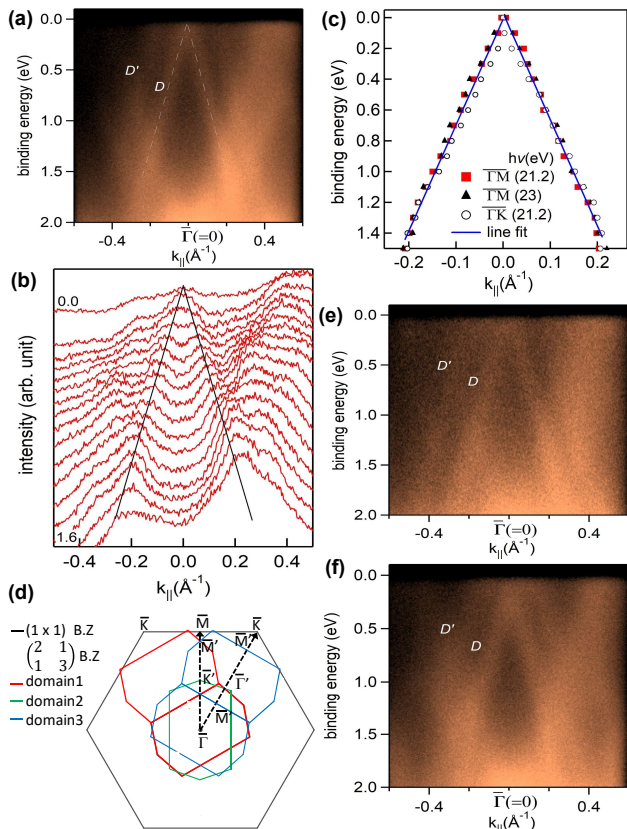 (a)
D'
D
binding energy (eV)
0.0
0.5
1.0
1.5
2.0
-0.4
Γ̅(=0)
0.4
k||(Å⁻¹)
(b)
0.0
1.6
intensity (arb. unit)
-0.4
-0.2
0.0
0.2
0.4
k||(Å⁻¹)
(c)
binding energy (eV)
0.0
0.2
0.4
0.6
0.8
1.0
1.2
1.4
hν(eV)
Γ̅M̅ (21.2)
Γ̅M̅ (23)
Γ̅K̅ (21.2)
line fit
-0.2
-0.1
0.0
0.1
0.2
k||(Å⁻¹)
(d)
(1 x 1) B.Z
(2 1
1 3) B.Z
domain1
domain2
domain3
K̅
M̅
K̅
M̅'
M̅'
K̅'
Γ̅'
M̅'
Γ̅
(e)
D'
D
binding energy (eV)
0.0
0.5
1.0
1.5
2.0
-0.4
Γ̅(=0)
0.4
k||(Å⁻¹)
(f)
D'
D
binding energy (eV)
0.0
0.5
1.0
1.5
2.0
-0.4
Γ̅(=0)
0.4
k||(Å⁻¹)